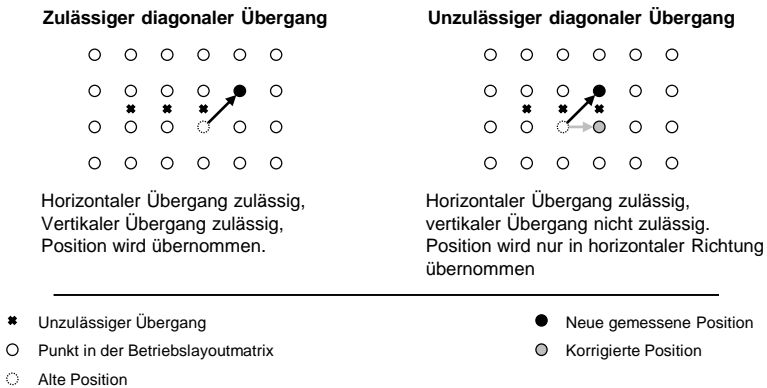 Zulässiger diagonaler Übergang
Unzulässiger diagonaler Übergang
Horizontaler Übergang zulässig,
Vertikaler Übergang zulässig,
Position wird übernommen.
Horizontaler Übergang zulässig,
vertikaler Übergang nicht zulässig.
Position wird nur in horizontaler Richtung
übernommen
Unzulässiger Übergang
Punkt in der Betriebslayoutmatrix
Alte Position
Neue gemessene Position
Korrigierte Position